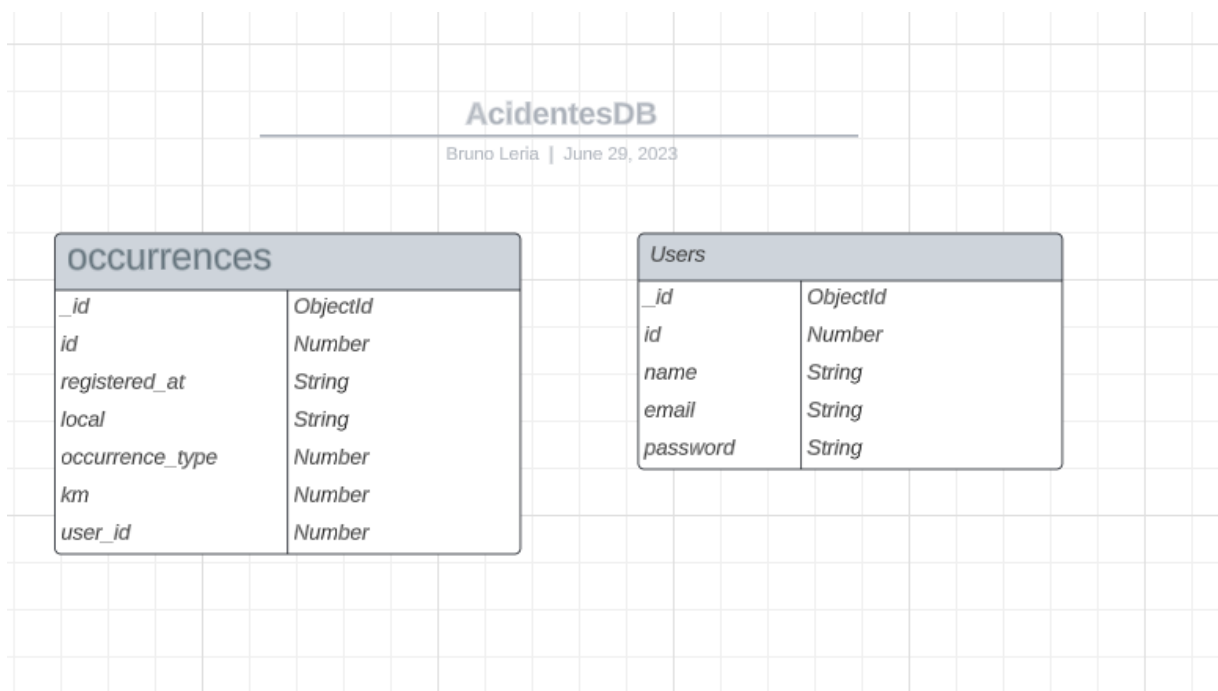 AcidentesDB
Bruno Leria | June 29, 2023
occurrences
_id ObjectId
id Number
registered_at String
local String
occurrence_type Number
km Number
user_id Number
Users
_id ObjectId
id Number
name String
email String
password String